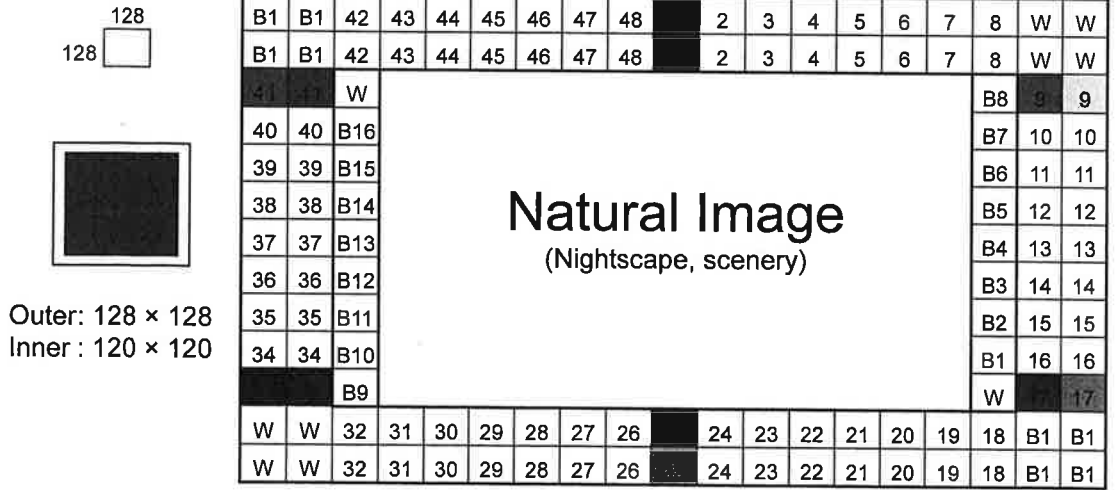 128
128
Outer: 128 × 128
Inner : 120 × 120
B1 B1 42 43 44 45 46 47 48 2 3 4 5 6 7 8 W W
B1 B1 42 43 44 45 46 47 48 2 3 4 5 6 7 8 W W
W B8 9 9
40 40 B16 B7 10 10
39 39 B15 B6 11 11
38 38 B14 B5 12 12
37 37 B13 B4 13 13
36 36 B12 B3 14 14
35 35 B11 B2 15 15
34 34 B10 B1 16 16
B9 W 17 17
Natural Image
(Nightscape, scenery)
W W 32 31 30 29 28 27 26 24 23 22 21 20 19 18 B1 B1
W W 32 31 30 29 28 27 26 24 23 22 21 20 19 18 B1 B1